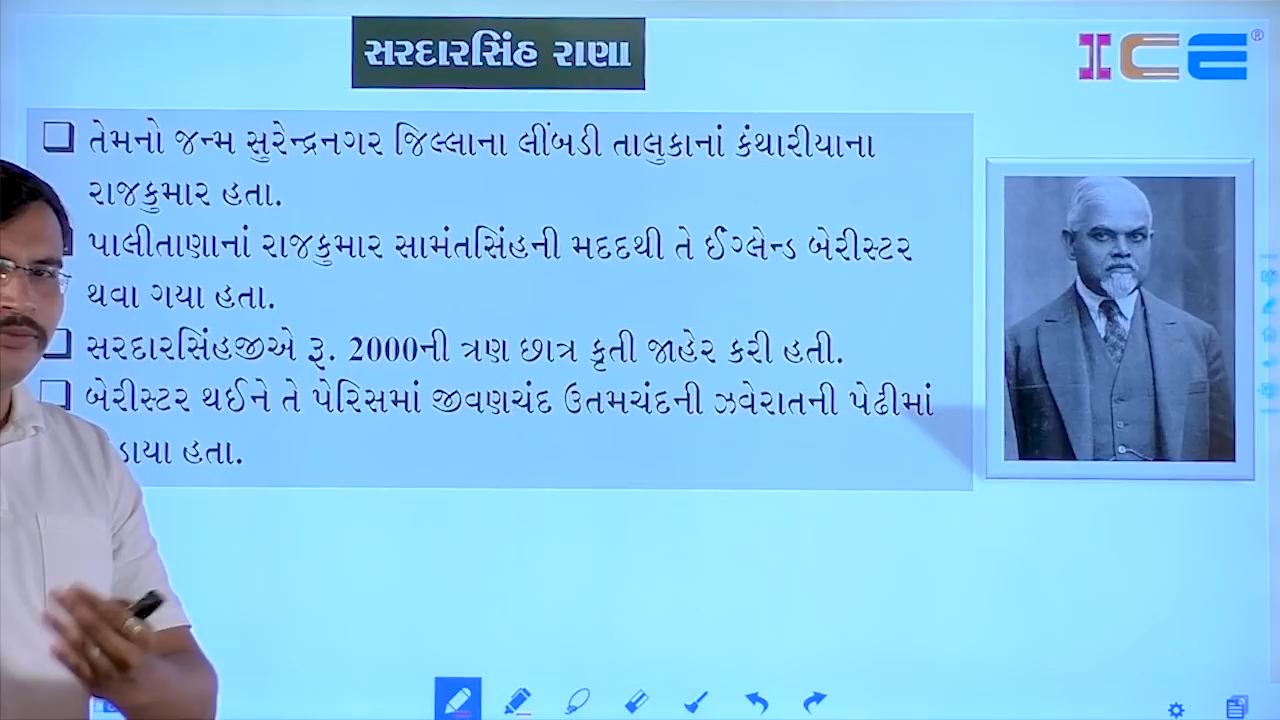 સરદારસિંહ રાણા
ICE®
તેમનો જન્મ સુરેન્દ્રનગર જિલ્લાના લીંબડી તાલુકાનાં કંથારીયાના
રાજકુમાર હતા.
પાલીતાણાનાં રાજકુમાર સામંતસિંહની મદદથી તે ઈંગ્લેન્ડ બેરીસ્ટર
થવા ગયા હતા.
સરદારસિંહજીએ રૂ. 2000ની ત્રણ છાત્ર કૃતી જાહેર કરી હતી.
બેરીસ્ટર થઈને તે પેરિસમાં જીવણચંદ ઉતમચંદની ઝવેરાતની પેઢીમાં
હતા.